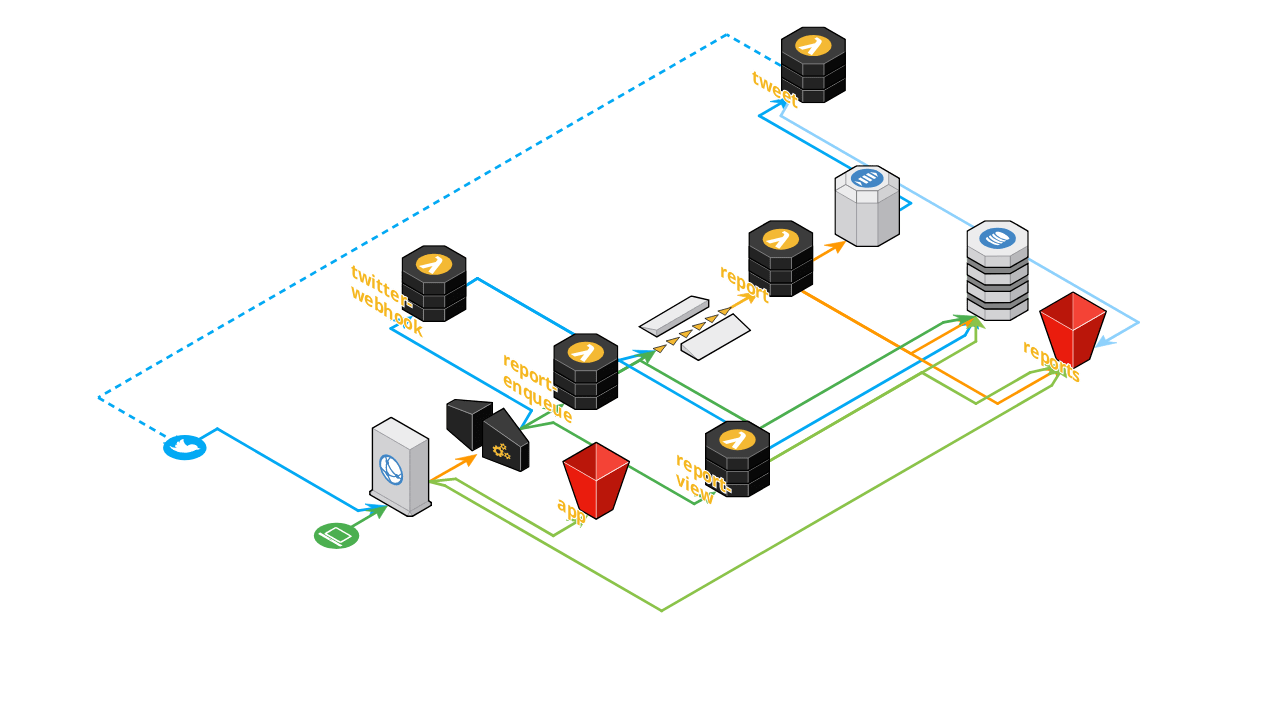 tweet
twitter-
webhook
report
report-
enqueue
reports
report-
view
app